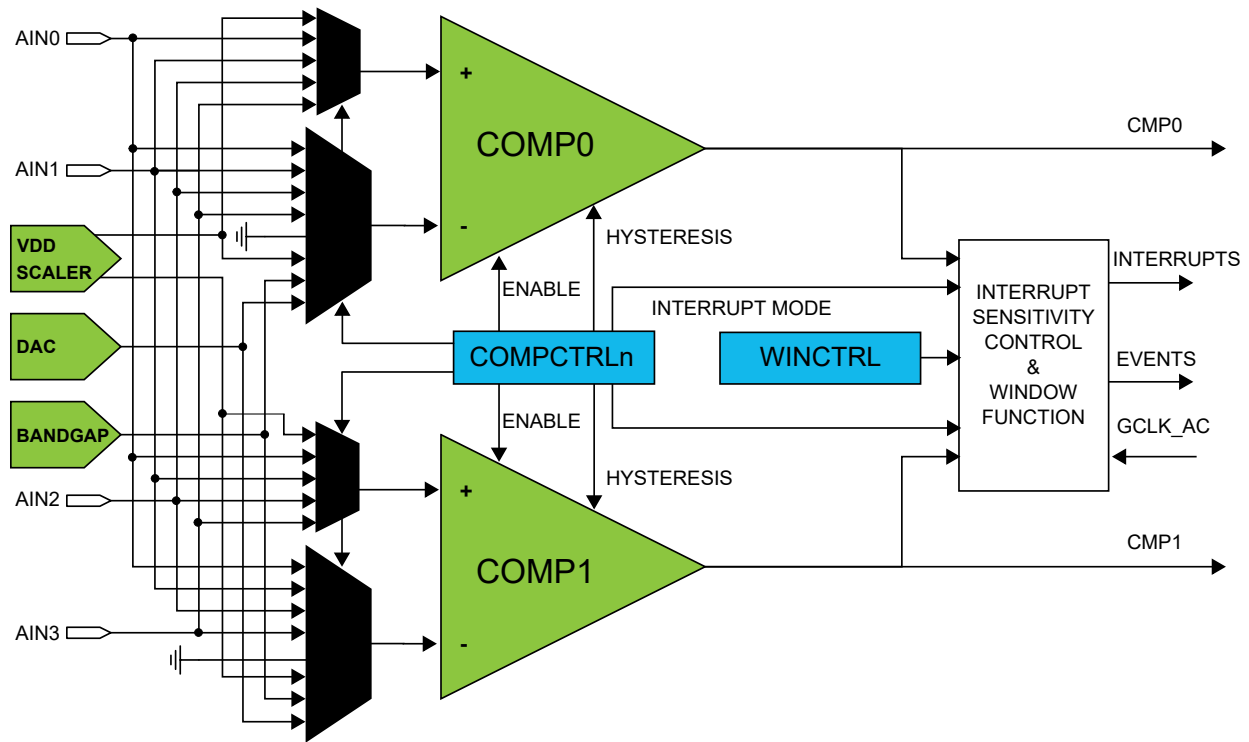 AIN0
+
COMP0
-
CMP0
AIN1
VDD
SCALER
HYSTERESIS
ENABLE
INTERRUPT MODE
INTERRUPT
SENSITIVITY
CONTROL
&
WINDOW
FUNCTION
INTERRUPTS
DAC
COMPCTRLn
WINCTRL
EVENTS
BANDGAP
ENABLE
GCLK_AC
HYSTERESIS
AIN2
+
COMP1
-
CMP1
AIN3